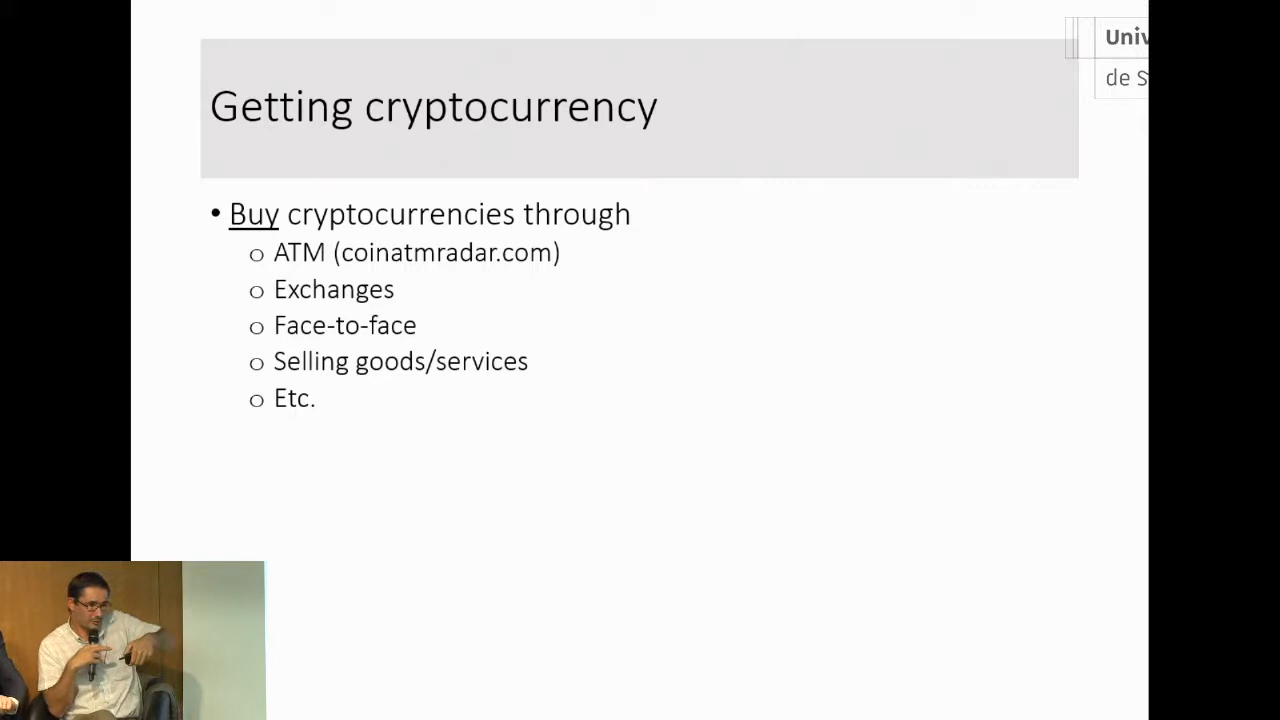 Univ
de S
Getting cryptocurrency
• Buy cryptocurrencies through
o ATM (coinatmradar.com)
o Exchanges
o Face-to-face
o Selling goods/services
o Etc.